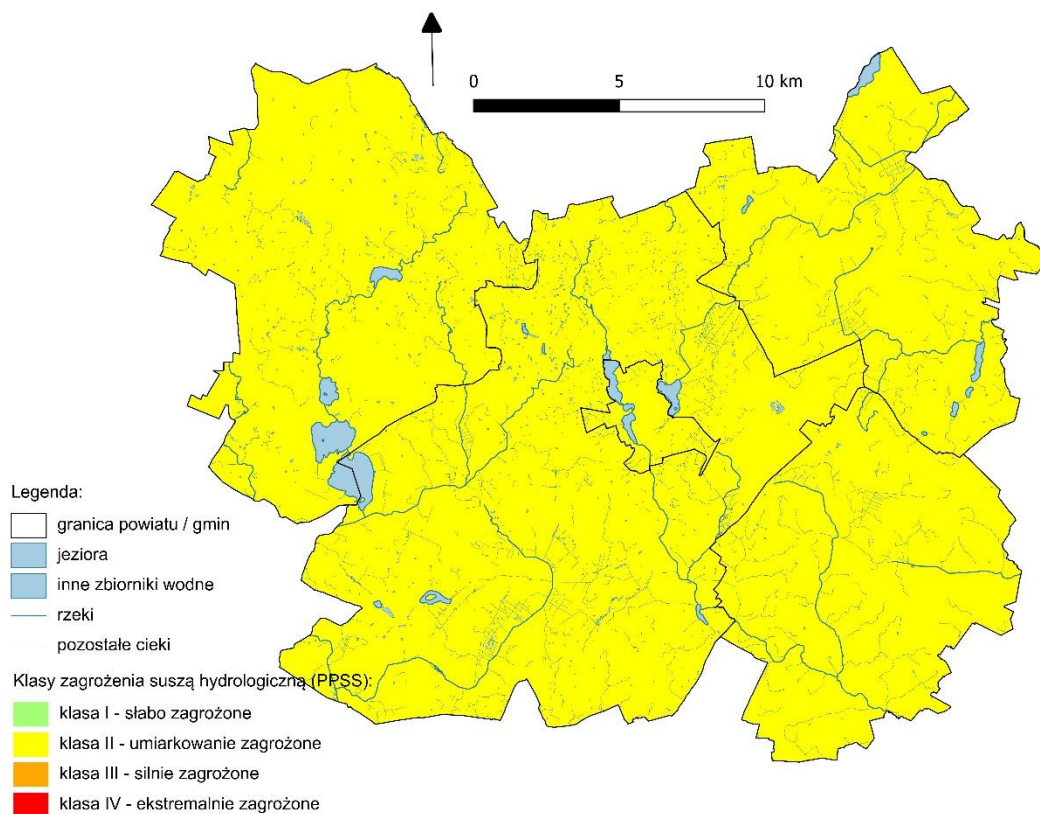 0 5 10 km
Legenda:
granica powiatu / gmin
jeziora
inne zbiorniki wodne
rzeki
pozostałe cieki
Klasy zagrożenia suszą hydrologiczną (PPSS):
klasa I - słabo zagrożone
klasa II - umiarkowanie zagrożone
klasa III - silnie zagrożone
klasa IV - ekstremalnie zagrożone